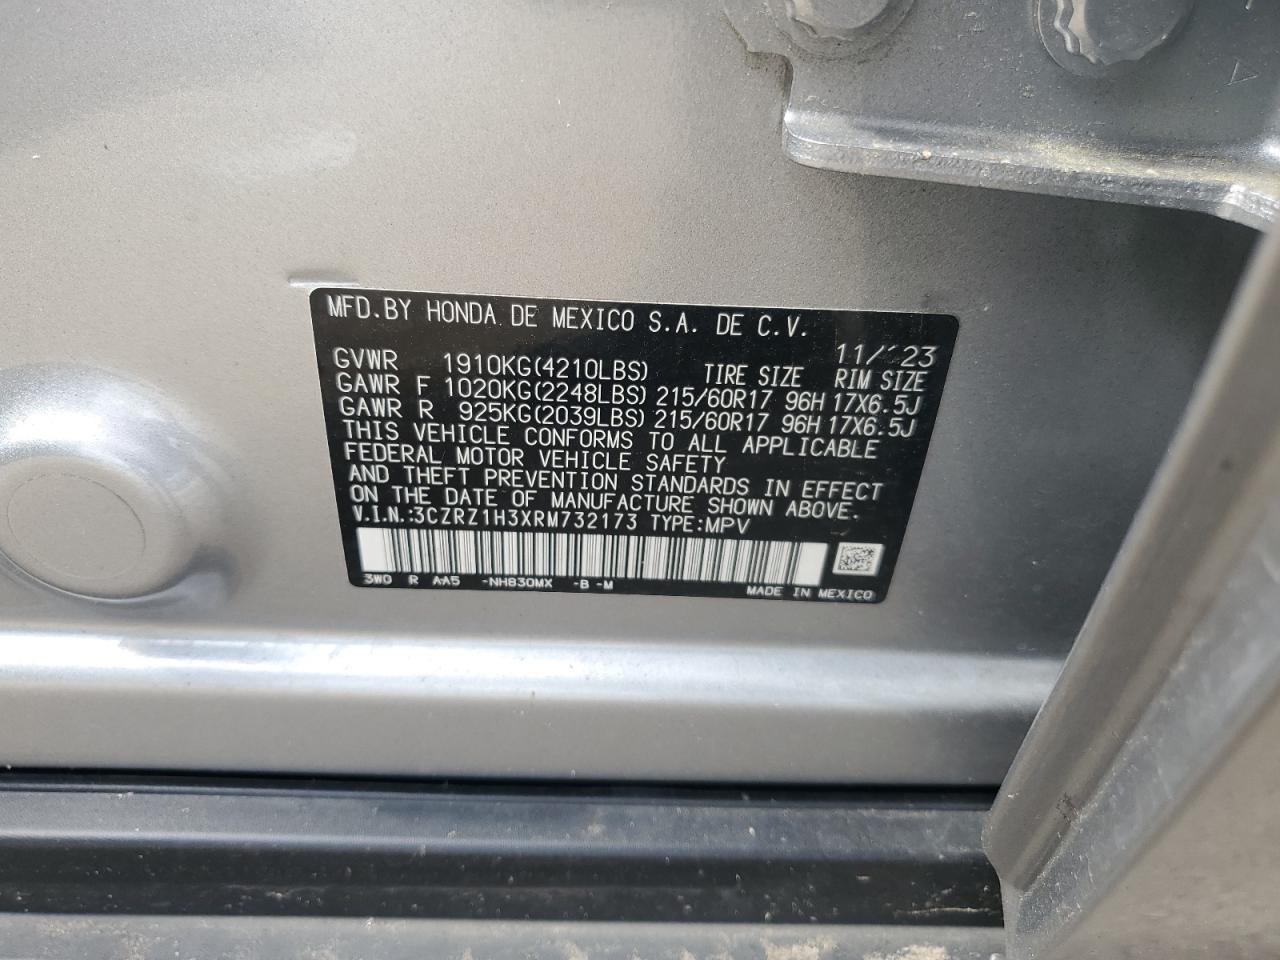 MFD.BY HONDA DE MEXICO S.A. DE C.V.
11/'23
GVWR 1910KG(4210LBS) TIRE SIZE RIM SIZE
GAWR F 1020KG(2248LBS) 215/60R17 96H 17X6.5J
GAWR R 925KG(2039LBS) 215/60R17 96H 17X6.5J
THIS VEHICLE CONFORMS TO ALL APPLICABLE
FEDERAL MOTOR VEHICLE SAFETY
AND THEFT PREVENTION STANDARDS IN EFFECT
ON THE DATE OF MANUFACTURE SHOWN ABOVE.
V.I.N.:3CZRZ1H3XRM732173 TYPE:MPV
3W0 R AA5 -NH830MX -B -M MADE IN MEXICO